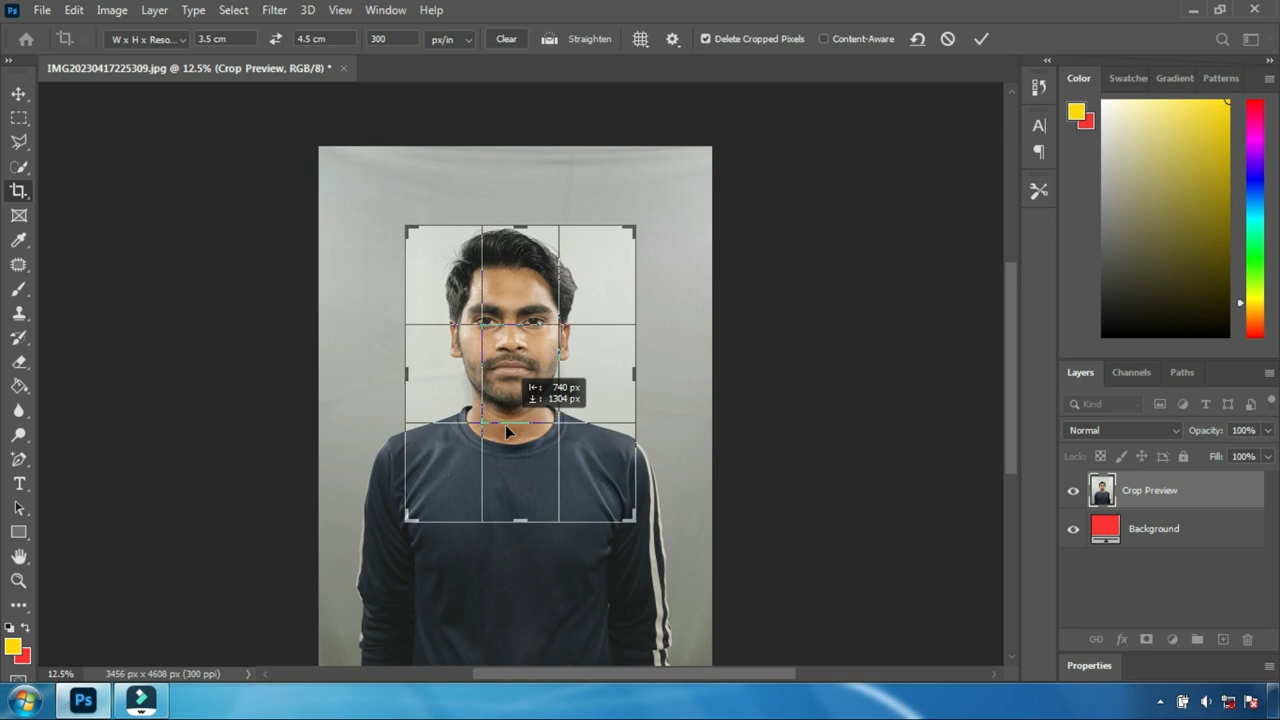 Ps File Edit Image Layer Type Select Filter 3D View Window Help
W x H x Reso... 3.5 cm 4.5 cm 300 px/in Clear Straighten Delete Cropped Pixels Content-Aware
IMG20230417225309.jpg @ 12.5% (Crop Preview, RGB/8) * ×
Color Swatche Gradient Patterns
740 px
1304 px
Layers Channels Paths
Kind
Normal Opacity: 100%
Lock: Fill: 100%
Crop Preview
Background
12.5% 3456 px x 4608 px (300 ppi)
Properties
Ps